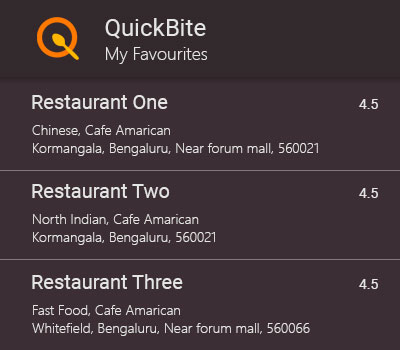 QuickBite
My Favourites
Restaurant One
4.5
Chinese, Cafe Amarican
Kormangala, Bengaluru, Near forum mall, 560021
Restaurant Two
4.5
North Indian, Cafe Amarican
Kormangala, Bengaluru, 560021
Restaurant Three
4.5
Fast Food, Cafe Amarican
Whitefield, Bengaluru, Near forum mall, 560066